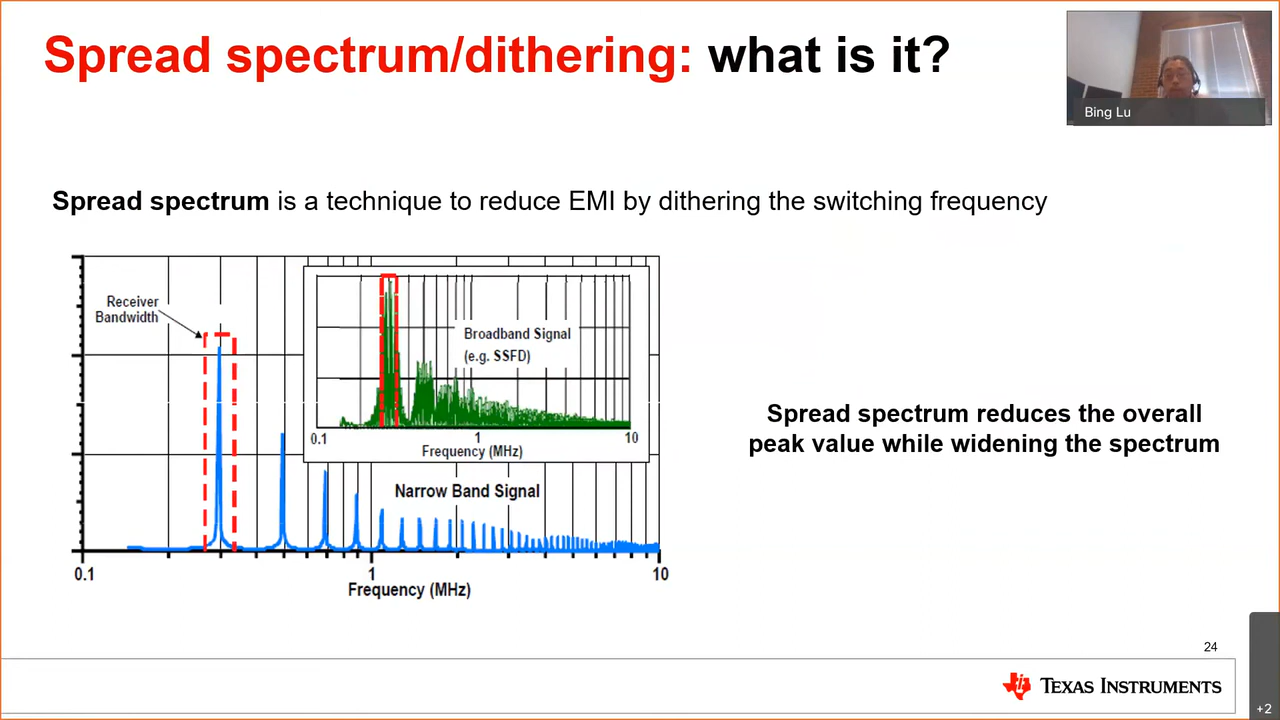 Spread spectrum/dithering: what is it?
Bing Lu
Spread spectrum is a technique to reduce EMI by dithering the switching frequency
Receiver
Bandwidth
Broadband Signal
(e.g. SSFD)
0.1
1
10
Frequency (MHz)
Narrow Band Signal
0.1
1
10
Frequency (MHz)
Spread spectrum reduces the overall
peak value while widening the spectrum
24
TEXAS INSTRUMENTS
+2